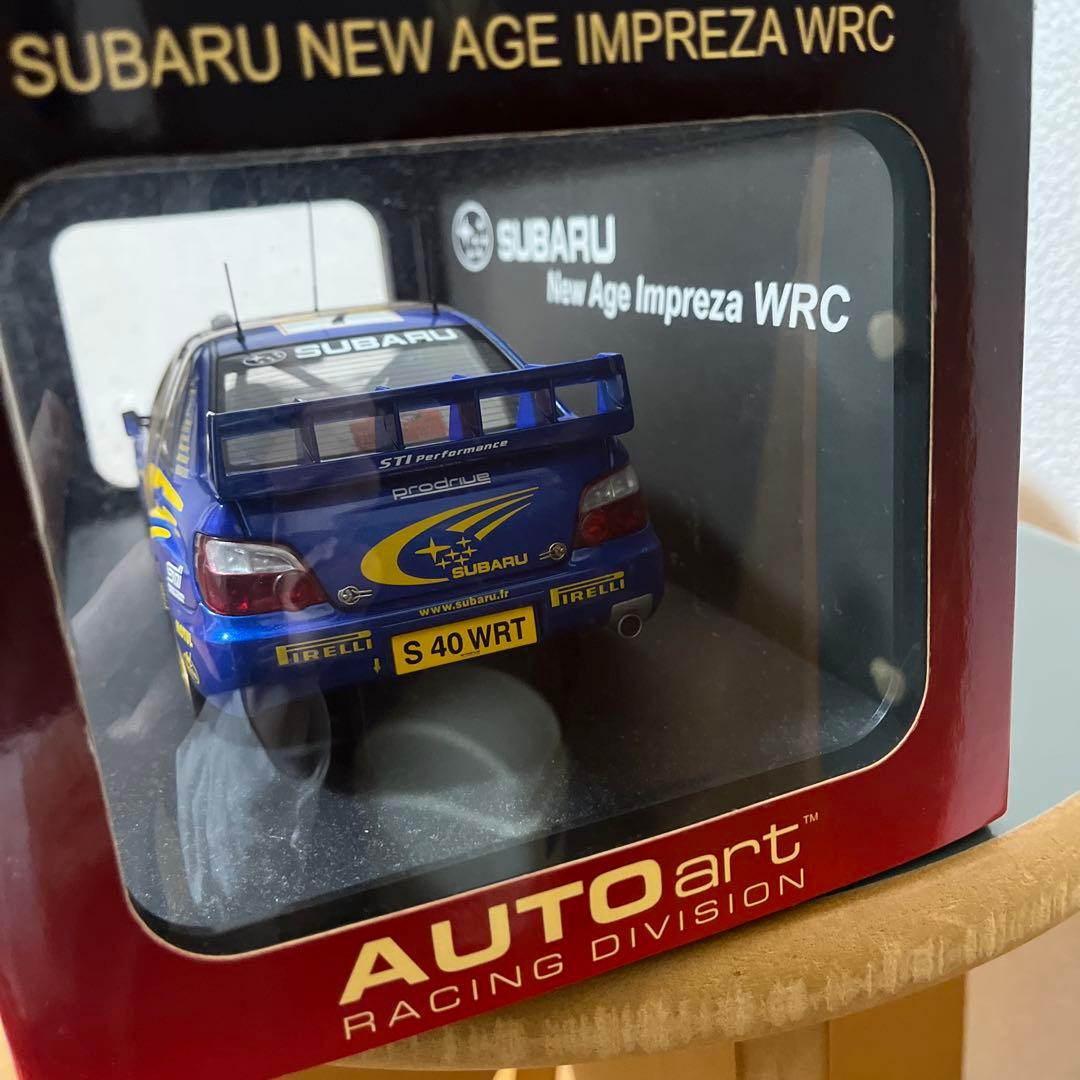 SUBARU NEW AGE IMPREZA WRC
SUBARU
New Age Impreza WRC
SUBARU
STI Performance
prodrive
SUBARU
www.subaru.fr
PIRELLI
PIRELLI
S 40 WRT
AUTOart™
RACING DIVISION